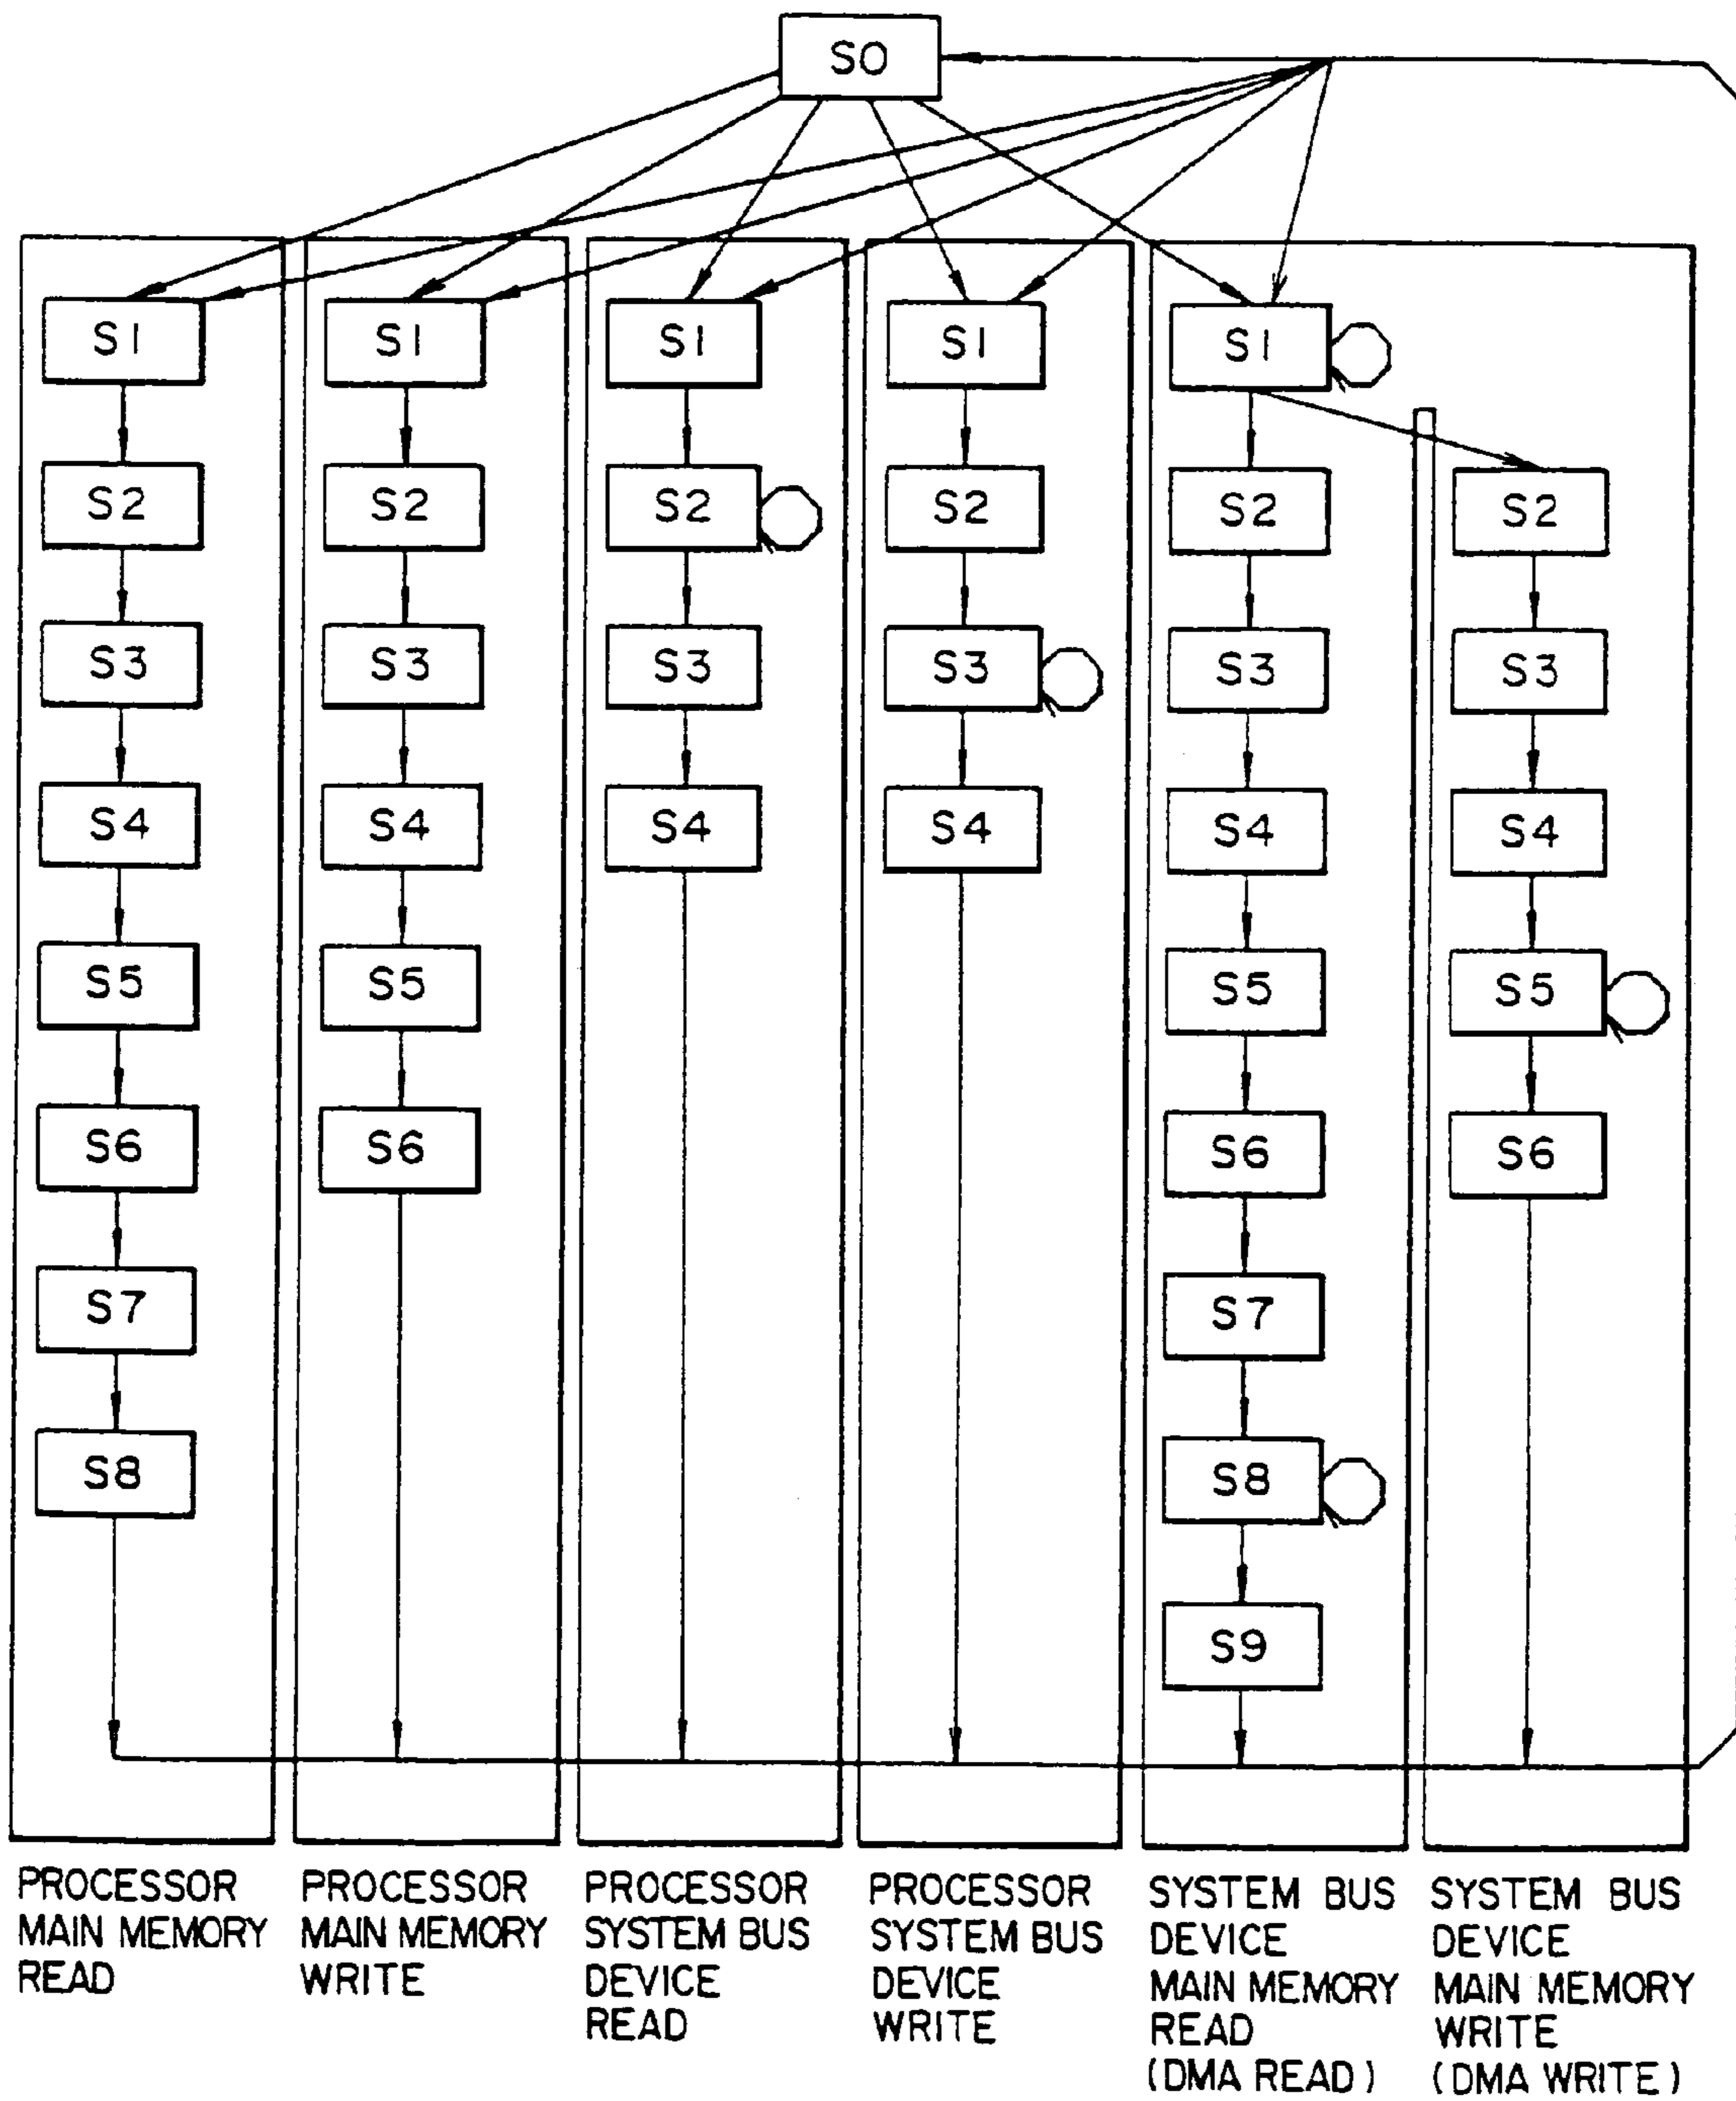 S0
S1 S1 S1 S1 S1
S2 S2 S2 S2 S2 S2
S3 S3 S3 S3 S3 S3
S4 S4 S4 S4 S4 S4
S5 S5 S5 S5
S6 S6 S6 S6
S7 S7
S8 S8
S9
PROCESSOR
MAIN MEMORY
READ
PROCESSOR
MAIN MEMORY
WRITE
PROCESSOR
SYSTEM BUS
DEVICE
READ
PROCESSOR
SYSTEM BUS
DEVICE
WRITE
SYSTEM BUS
DEVICE
MAIN MEMORY
READ
(DMA READ)
SYSTEM BUS
DEVICE
MAIN MEMORY
WRITE
(DMA WRITE)